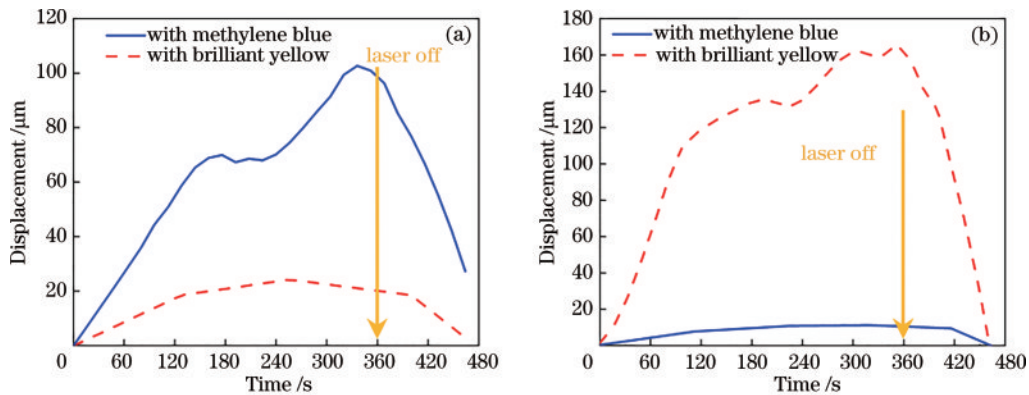 120
100
80
60
40
20
0
Displacement /μm
with methylene blue
with brilliant yellow
(a)
laser off
0 60 120 180 240 300 360 420 480
Time /s
180
160
140
120
100
80
60
40
20
Displacement /μm
with methylene blue
with brilliant yellow
(b)
laser off
0 60 120 180 240 300 360 420 480
Time /s